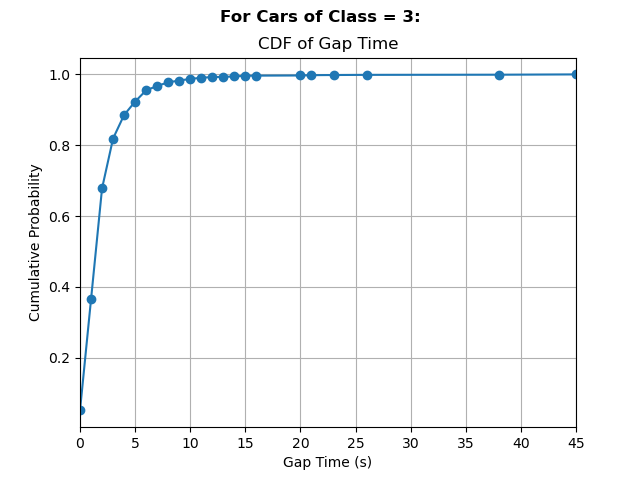 For Cars of Class = 3:
CDF of Gap Time
1.0
0.8
0.6
0.4
0.2
Cumulative Probability
0 5 10 15 20 25 30 35 40 45
Gap Time (s)